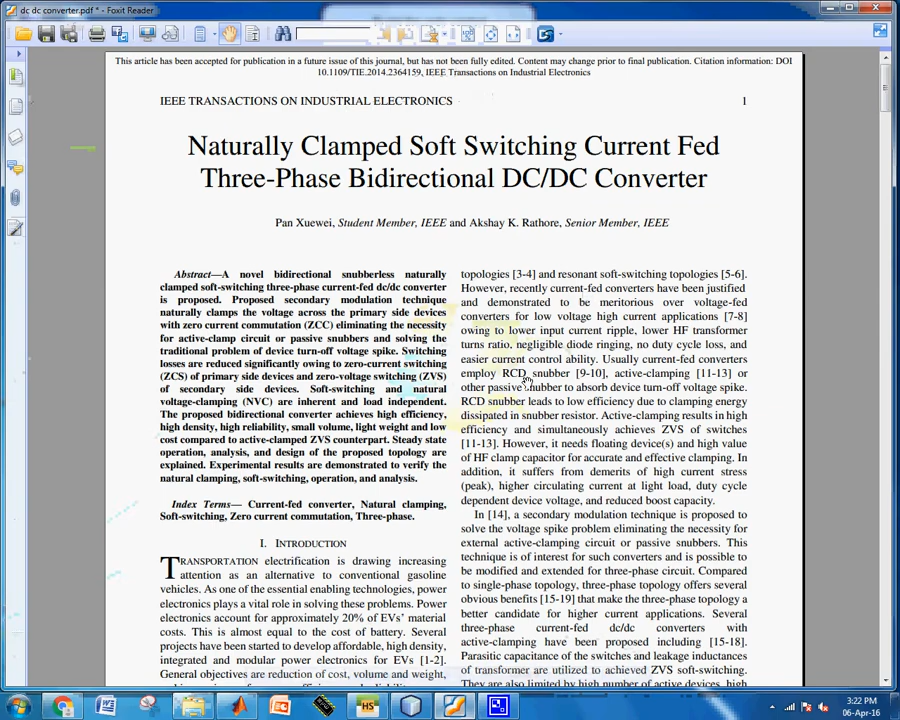 dc dc converter.pdf * - Foxit Reader
This article has been accepted for publication in a future issue of this journal, but has not been fully edited. Content may change prior to final publication. Citation information: DOI
10.1109/TIE.2014.2364159, IEEE Transactions on Industrial Electronics
IEEE TRANSACTIONS ON INDUSTRIAL ELECTRONICS
1
Naturally Clamped Soft Switching Current Fed
Three-Phase Bidirectional DC/DC Converter
Pan Xuewei, Student Member, IEEE and Akshay K. Rathore, Senior Member, IEEE
Abstract—A novel bidirectional snubberless naturally
clamped soft-switching three-phase current-fed dc/dc converter
is proposed. Proposed secondary modulation technique
naturally clamps the voltage across the primary side devices
with zero current commutation (ZCC) eliminating the necessity
for active-clamp circuit or passive snubbers and solving the
traditional problem of device turn-off voltage spike. Switching
losses are reduced significantly owing to zero-current switching
(ZCS) of primary side devices and zero-voltage switching (ZVS)
of secondary side devices. Soft-switching and natural
voltage-clamping (NVC) are inherent and load independent.
The proposed bidirectional converter achieves high efficiency,
high density, high reliability, small volume, light weight and low
cost compared to active-clamped ZVS counterpart. Steady state
operation, analysis, and design of the proposed topology are
explained. Experimental results are demonstrated to verify the
natural clamping, soft-switching, operation, and analysis.
Index Terms— Current-fed converter, Natural clamping,
Soft-switching, Zero current commutation, Three-phase.
I. INTRODUCTION
TRANSPORTATION electrification is drawing increasing
attention as an alternative to conventional gasoline
vehicles. As one of the essential enabling technologies, power
electronics plays a vital role in solving these problems. Power
electronics account for approximately 20% of EVs' material
costs. This is almost equal to the cost of battery. Several
projects have been started to develop affordable, high density,
integrated and modular power electronics for EVs [1-2].
General objectives are reduction of cost, volume and weight,
topologies [3-4] and resonant soft-switching topologies [5-6].
However, recently current-fed converters have been justified
and demonstrated to be meritorious over voltage-fed
converters for low voltage high current applications [7-8]
owing to lower input current ripple, lower HF transformer
turns ratio, negligible diode ringing, no duty cycle loss, and
easier current control ability. Usually current-fed converters
employ RCD snubber [9-10], active-clamping [11-13] or
other passive snubber to absorb device turn-off voltage spike.
RCD snubber leads to low efficiency due to clamping energy
dissipated in snubber resistor. Active-clamping results in high
efficiency and simultaneously achieves ZVS of switches
[11-13]. However, it needs floating device(s) and high value
of HF clamp capacitor for accurate and effective clamping. In
addition, it suffers from demerits of high current stress
(peak), higher circulating current at light load, duty cycle
dependent device voltage, and reduced boost capacity.
In [14], a secondary modulation technique is proposed to
solve the voltage spike problem eliminating the necessity for
external active-clamping circuit or passive snubbers. This
technique is of interest for such converters and is possible to
be modified and extended for three-phase circuit. Compared
to single-phase topology, three-phase topology offers several
obvious benefits [15-19] that make the three-phase topology a
better candidate for higher current applications. Several
three-phase current-fed dc/dc converters with
active-clamping have been proposed including [15-18].
Parasitic capacitance of the switches and leakage inductances
of transformer are utilized to achieved ZVS soft-switching.
They are also limited by high number of active devices, high
HS
3:22 PM
06-Apr-16